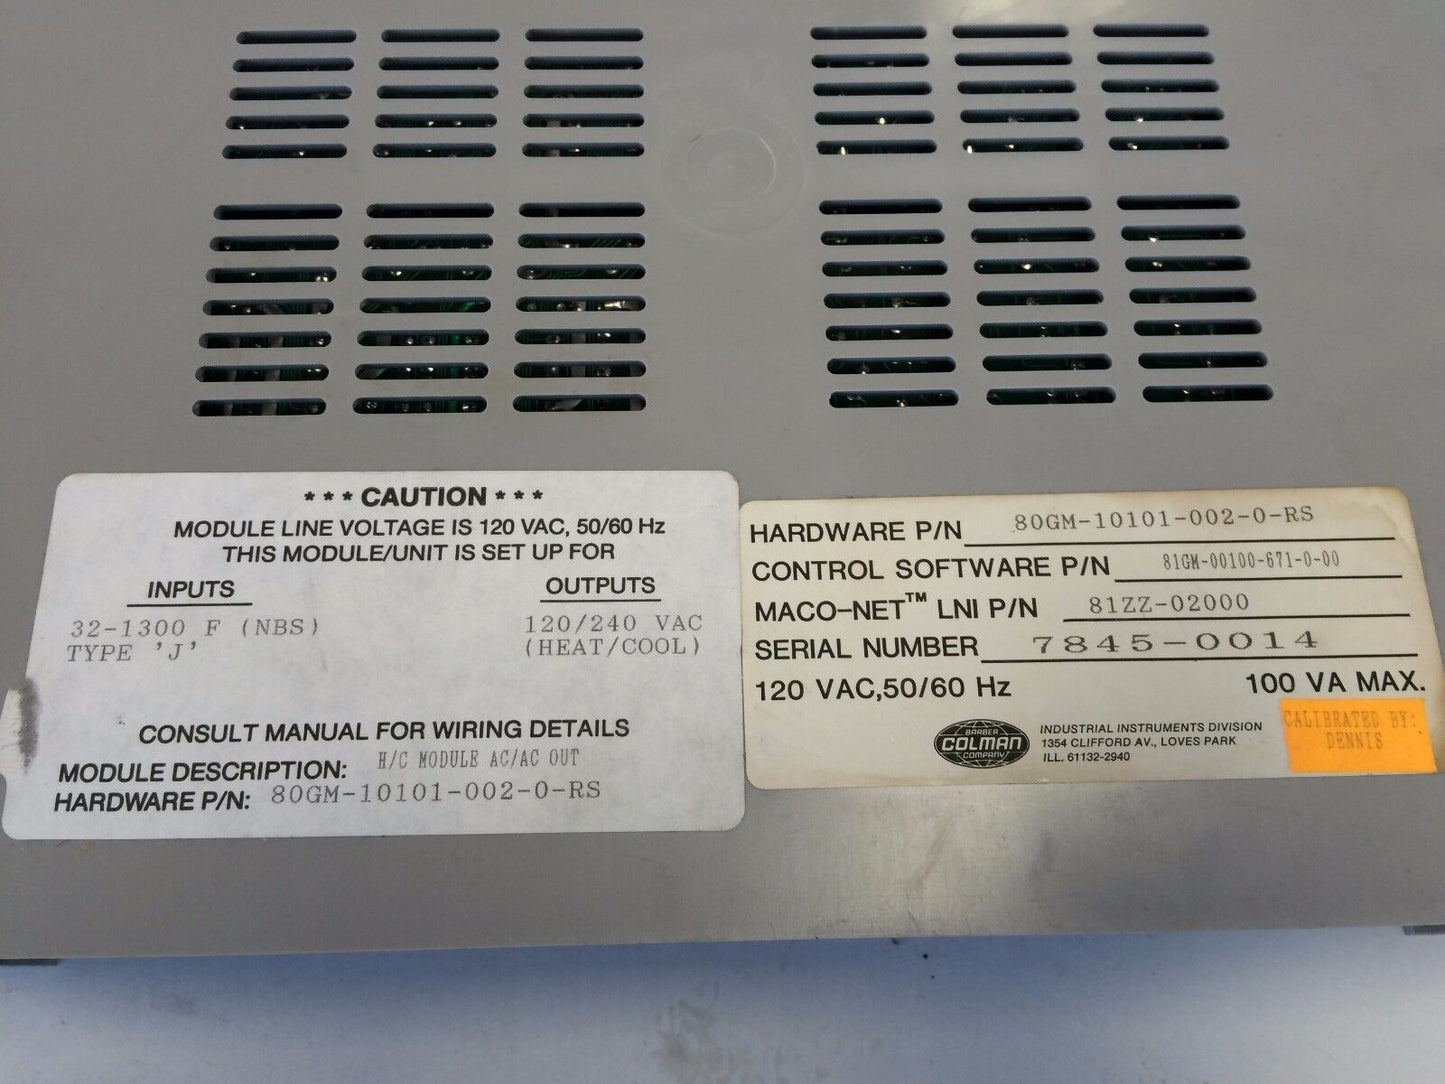 *** CAUTION ***
MODULE LINE VOLTAGE IS 120 VAC, 50/60 Hz
THIS MODULE/UNIT IS SET UP FOR
INPUTS OUTPUTS
32-1300 F (NBS) 120/240 VAC
TYPE 'J' (HEAT/COOL)
CONSULT MANUAL FOR WIRING DETAILS
MODULE DESCRIPTION: H/C MODULE AC/AC OUT
HARDWARE P/N: 80GM-10101-002-0-RS
HARDWARE P/N 80GM-10101-002-0-RS
CONTROL SOFTWARE P/N 81GM-00100-671-0-00
MACO-NET™ LNI P/N 81ZZ-02000
SERIAL NUMBER 7845-0014
120 VAC,50/60 Hz 100 VA MAX.
BARBER
COLMAN
COMPANY
INDUSTRIAL INSTRUMENTS DIVISION
1354 CLIFFORD AV., LOVES PARK
ILL. 61132-2940
CALIBRATED BY:
DENNIS